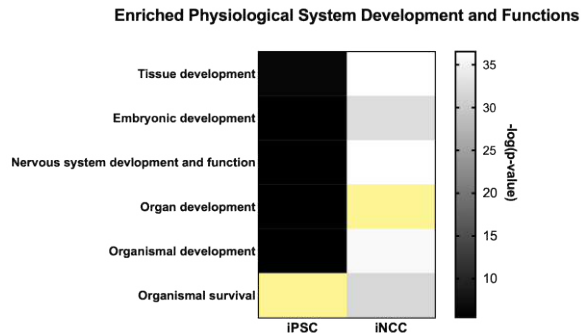 Enriched Physiological System Development and Functions
Tissue development
Embryonic development
Nervous system devlopment and function
Organ development
Organismal development
Organismal survival
iPSC iNCC
35
30
25
20
15
10
-log(p-value)